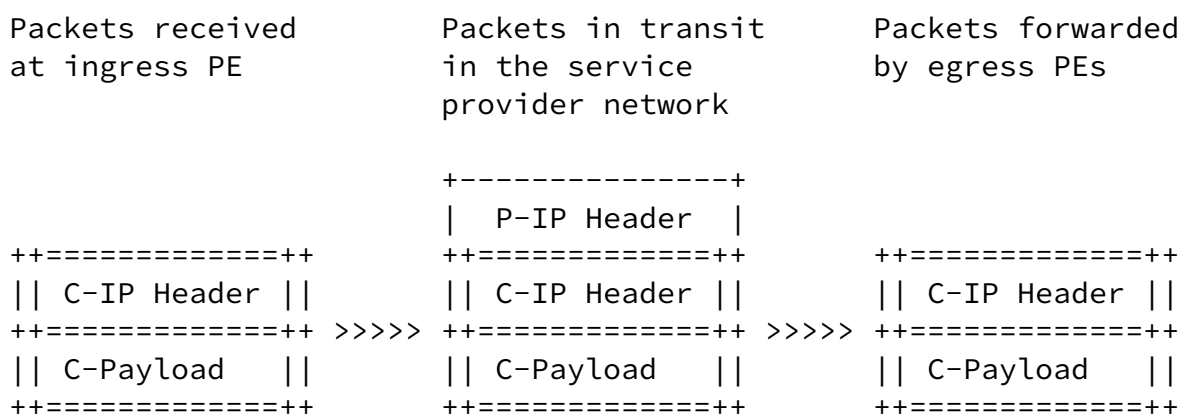 Packets received        Packets in transit      Packets forwarded
at ingress PE           in the service          by egress PEs
                        provider network

                        +---------------+
                        |  P-IP Header  |
++=============++       ++=============++       ++=============++
|| C-IP Header ||       || C-IP Header ||       || C-IP Header ||
++=============++ >>>>> ++=============++ >>>>> ++=============++
|| C-Payload   ||       || C-Payload   ||       || C-Payload   ||
++=============++       ++=============++       ++=============++